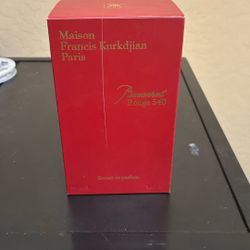 Maison
Francis Kurkdjian
Paris
Baccarat
Rouge 540
Extrait de parfum